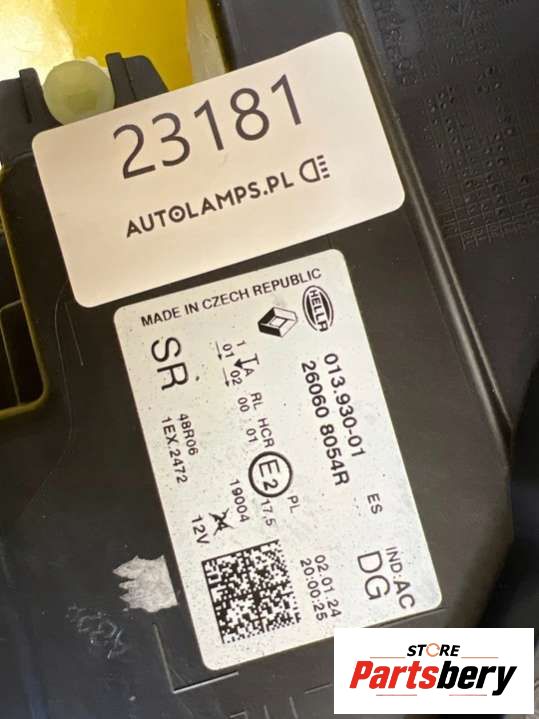 23181
AUTOLAMPS.PL
MADE IN CZECH REPUBLIC
HELLA
013.930-01
26060 8054R
ES
IND:AC
DG
SR
1
A
01 02
RL HCR
00 01
E2
17,5
PL
48R06
1EX.2472
19004
12V
02.01.24
20:00:25
STORE
Partsbery